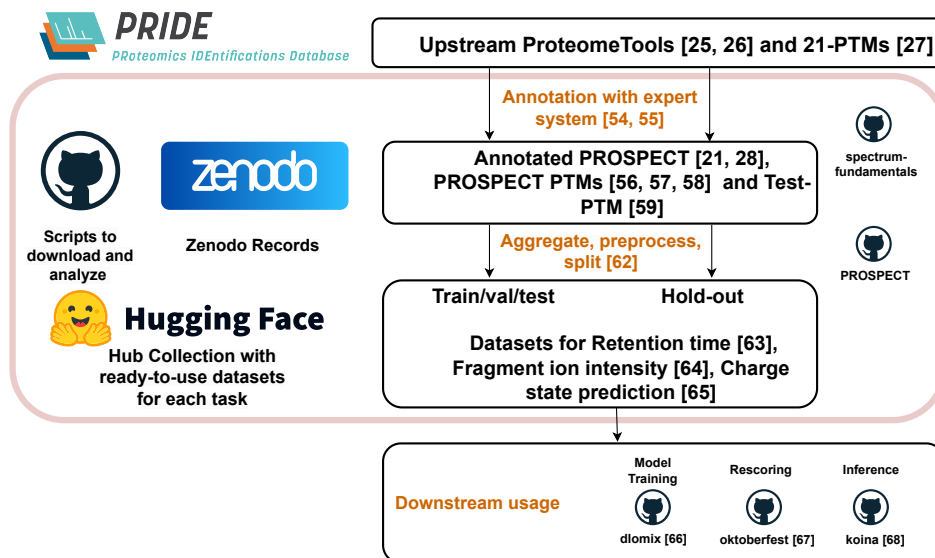 PRIDE
PRoteomics IDEntifications Database
Upstream ProteomeTools [25, 26] and 21-PTMs [27]
Annotation with expert
system [54, 55]
Scripts to
download and
analyze
zenodo
Zenodo Records
Annotated PROSPECT [21, 28],
PROSPECT PTMs [56, 57, 58] and Test-
PTM [59]
spectrum-
fundamentals
Aggregate, preprocess,
split [62]
PROSPECT
Hugging Face
Hub Collection with
ready-to-use datasets
for each task
Train/val/test
Hold-out
Datasets for Retention time [63],
Fragment ion intensity [64], Charge
state prediction [65]
Downstream usage
Model
Training
dlomix [66]
Rescoring
oktoberfest [67]
Inference
koina [68]